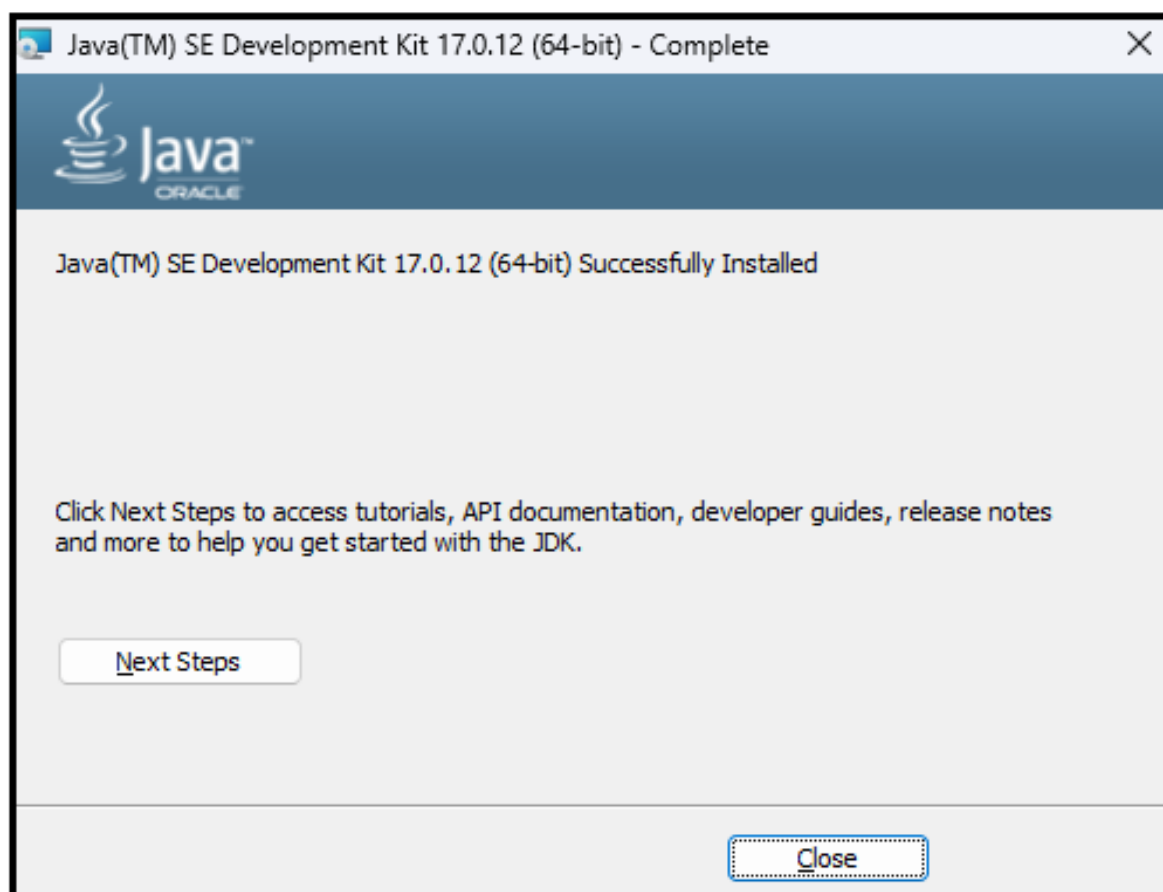 Java(TM) SE Development Kit 17.0.12 (64-bit) - Complete
Java™
ORACLE
Java(TM) SE Development Kit 17.0.12 (64-bit) Successfully Installed
Click Next Steps to access tutorials, API documentation, developer guides, release notes
and more to help you get started with the JDK.
Next Steps
Close